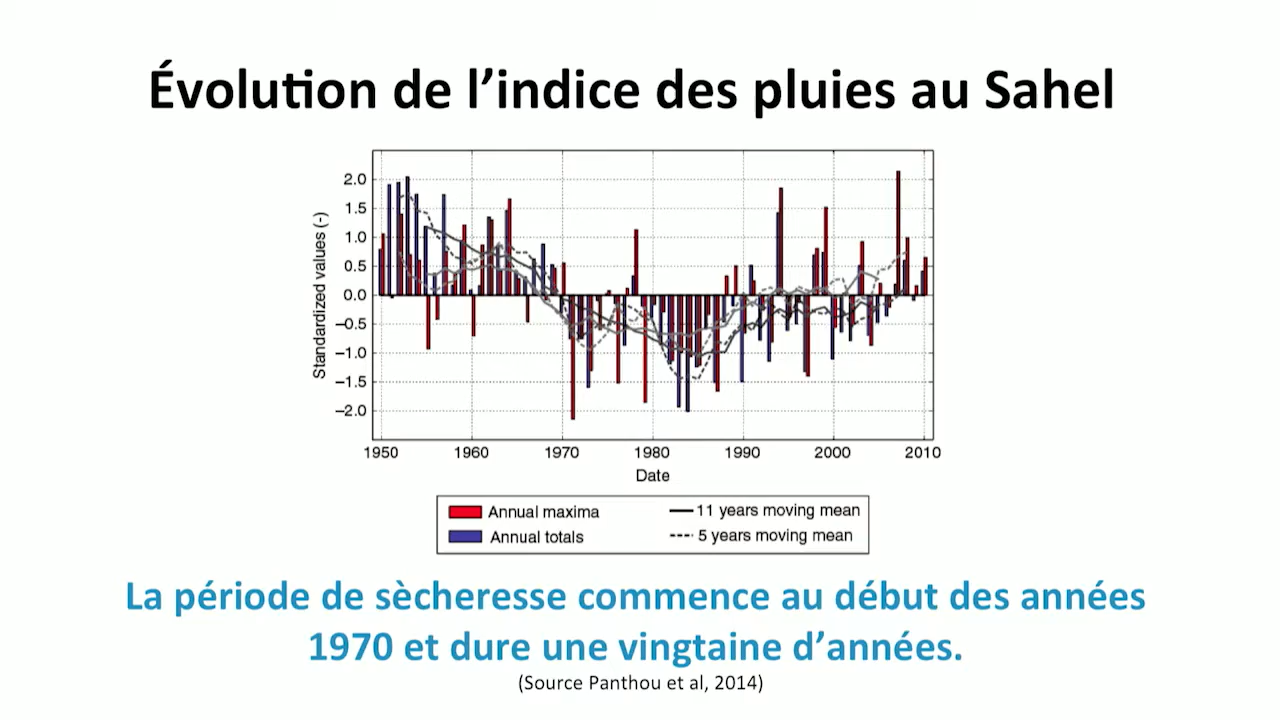 Évolution de l’indice des pluies au Sahel
2.0
1.5
1.0
0.5
0.0
−0.5
−1.0
−1.5
−2.0
Standardized values (-)
1950 1960 1970 1980 1990 2000 2010
Date
Annual maxima
Annual totals
11 years moving mean
5 years moving mean
La période de sècheresse commence au début des années
1970 et dure une vingtaine d’années.
(Source Panthou et al, 2014)